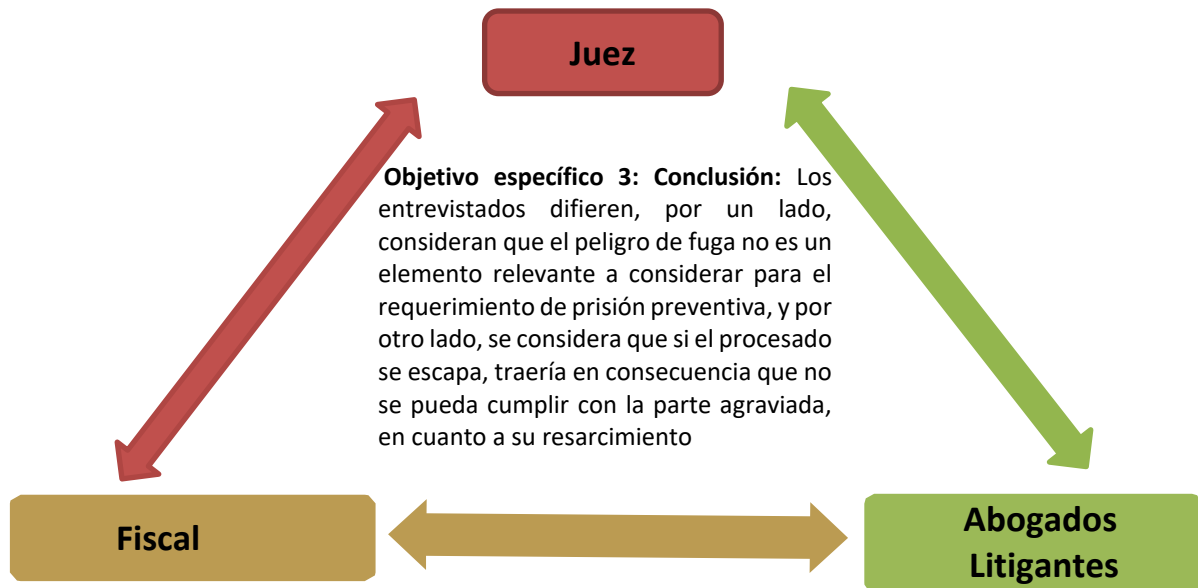 Juez
Objetivo específico 3: Conclusión: Los
entrevistados difieren, por un lado,
consideran que el peligro de fuga no es un
elemento relevante a considerar para el
requerimiento de prisión preventiva, y por
otro lado, se considera que si el procesado
se escapa, traería en consecuencia que no
se pueda cumplir con la parte agraviada,
en cuanto a su resarcimiento
Fiscal
Abogados
Litigantes